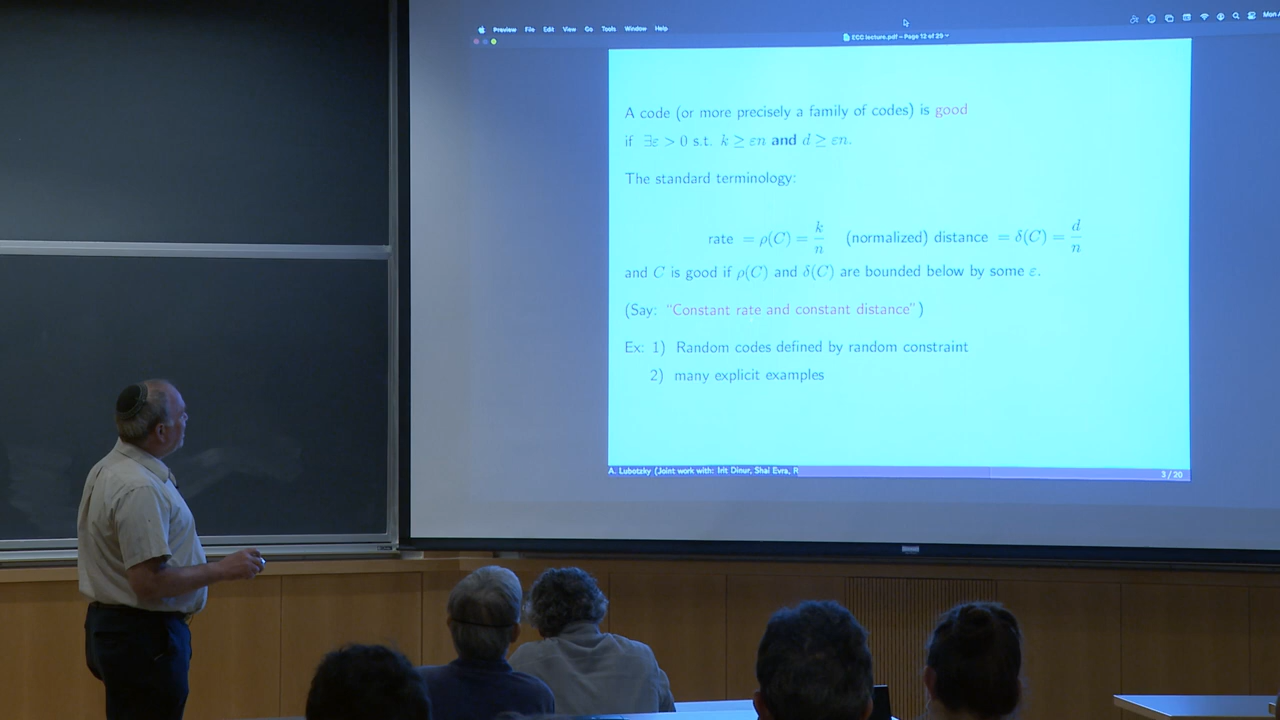 Preview File Edit View Go Tools Window Help
Mon
ECC lecture.pdf – Page 12 of 29
A code (or more precisely a family of codes) is good
if ∃ε > 0 s.t. k ≥ εn and d ≥ εn.
The standard terminology:
rate = ρ(C) = k/n (normalized) distance = δ(C) = d/n
and C is good if ρ(C) and δ(C) are bounded below by some ε.
(Say: "Constant rate and constant distance")
Ex: 1) Random codes defined by random constraint
2) many explicit examples
A. Lubotzky (Joint work with: Irit Dinur, Shai Evra, R
3 / 20